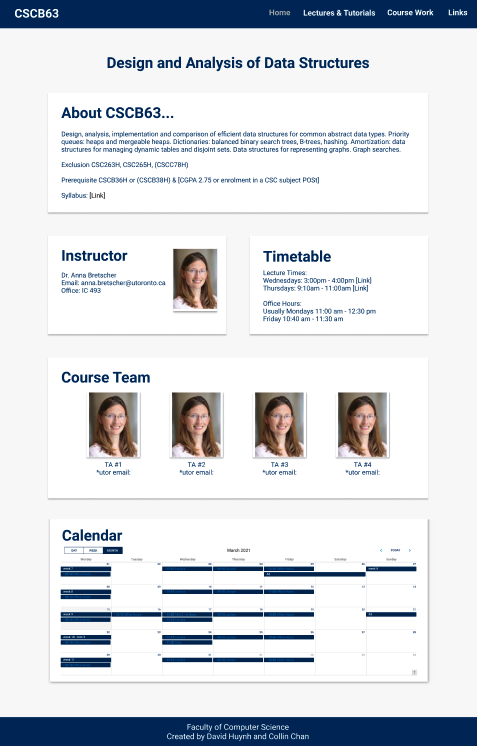 CSCB63
Home Lectures & Tutorials Course Work Links
Design and Analysis of Data Structures
About CSCB63...
Design, analysis, implementation and comparison of efficient data structures for common abstract data types. Priority
queues: heaps and mergeable heaps. Dictionaries: balanced binary search trees, B-trees, hashing. Amortization: data
structures for managing dynamic tables and disjoint sets. Data structures for representing graphs. Graph searches.
Exclusion CSC263H, CSC265H, (CSCC78H)
Prerequisite CSCB36H or (CSCB38H) & [CGPA 2.75 or enrolment in a CSC subject POSt]
Syllabus: [Link]
Instructor
Dr. Anna Bretscher
Email: anna.bretscher@utoronto.ca
Office: IC 493
Timetable
Lecture Times:
Wednesdays: 3:00pm - 4:00pm [Link]
Thursdays: 9:10am - 11:00am [Link]
Office Hours:
Usually Mondays 11:00 am - 12:30 pm
Friday 10:40 am - 11:30 am
Course Team
TA #1 TA #2 TA #3 TA #4
*utor email: *utor email: *utor email: *utor email:
Calendar
DAY WEEK MONTH March 2021 TODAY
Monday Tuesday Wednesday Thursday Friday Saturday Sunday
Faculty of Computer Science
Created by David Huynh and Collin Chan